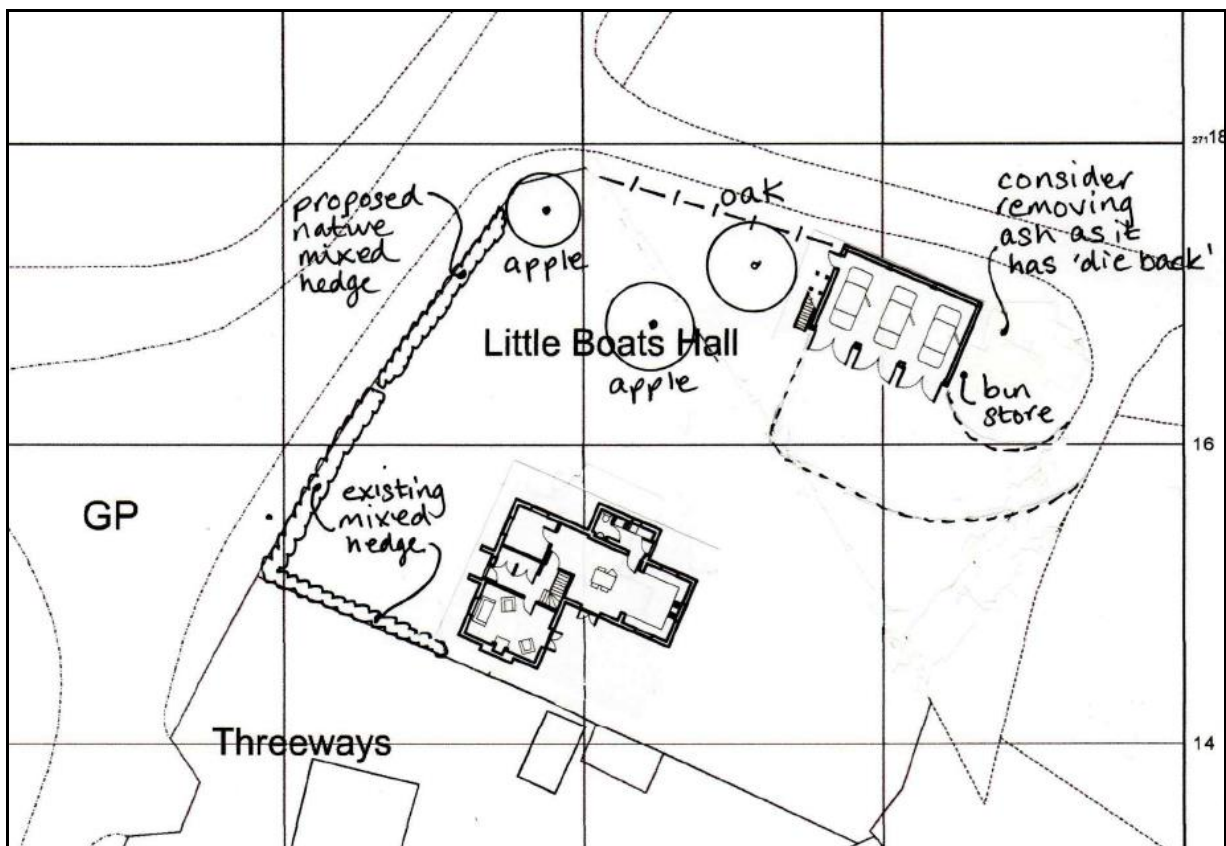 27118
proposed
native
mixed
hedge
apple
oak
consider
removing
ash as it
has 'die back'
Little Boats Hall
apple
bin
store
16
GP
existing
mixed
hedge
Threeways
14